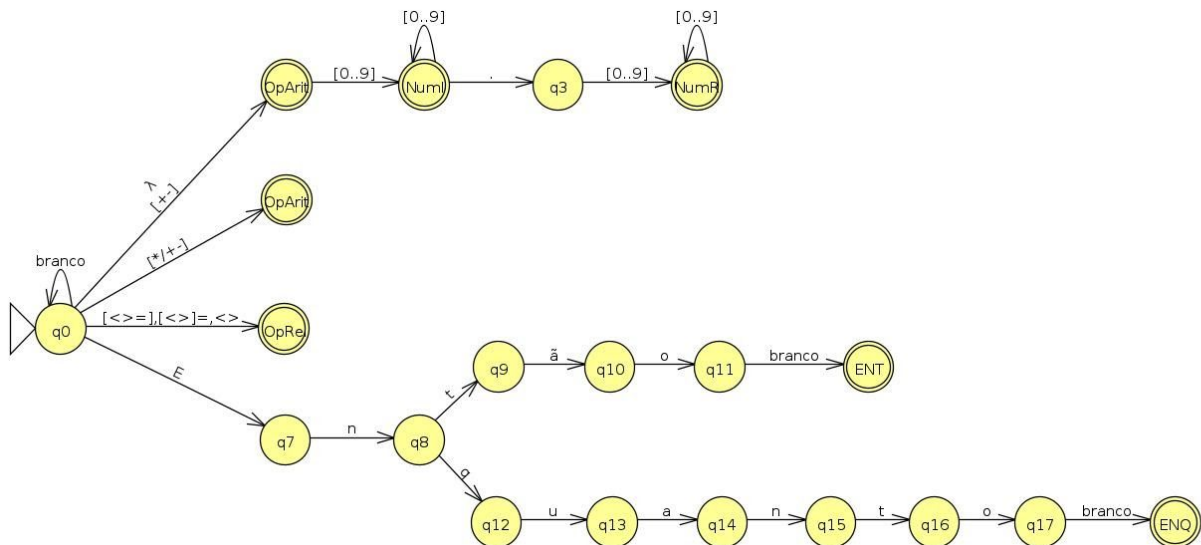 [0..9] [0..9]
OpArit [0..9] NumI . q3 [0..9] NumR
λ
[+-]
OpArit
[*/+-]
branco
q0 [<>=],[<>]=,<> OpRe
E
q9 ã q10 o q11 branco ENT
t
q7 n q8
q
q12 u q13 a q14 n q15 t q16 o q17 branco ENQ